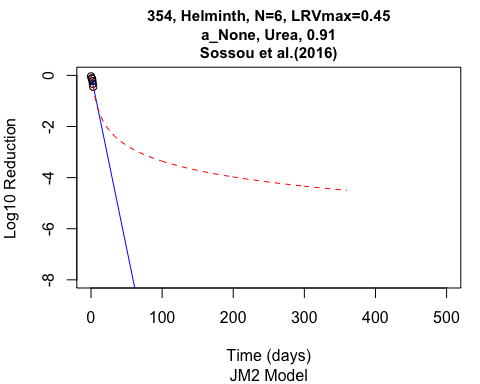 354, Helminth, N=6, LRVmax=0.45
a_None, Urea, 0.91
Sossou et al.(2016)
Log10 Reduction
0
-2
-4
-6
-8
0 100 200 300 400 500
Time (days)
JM2 Model